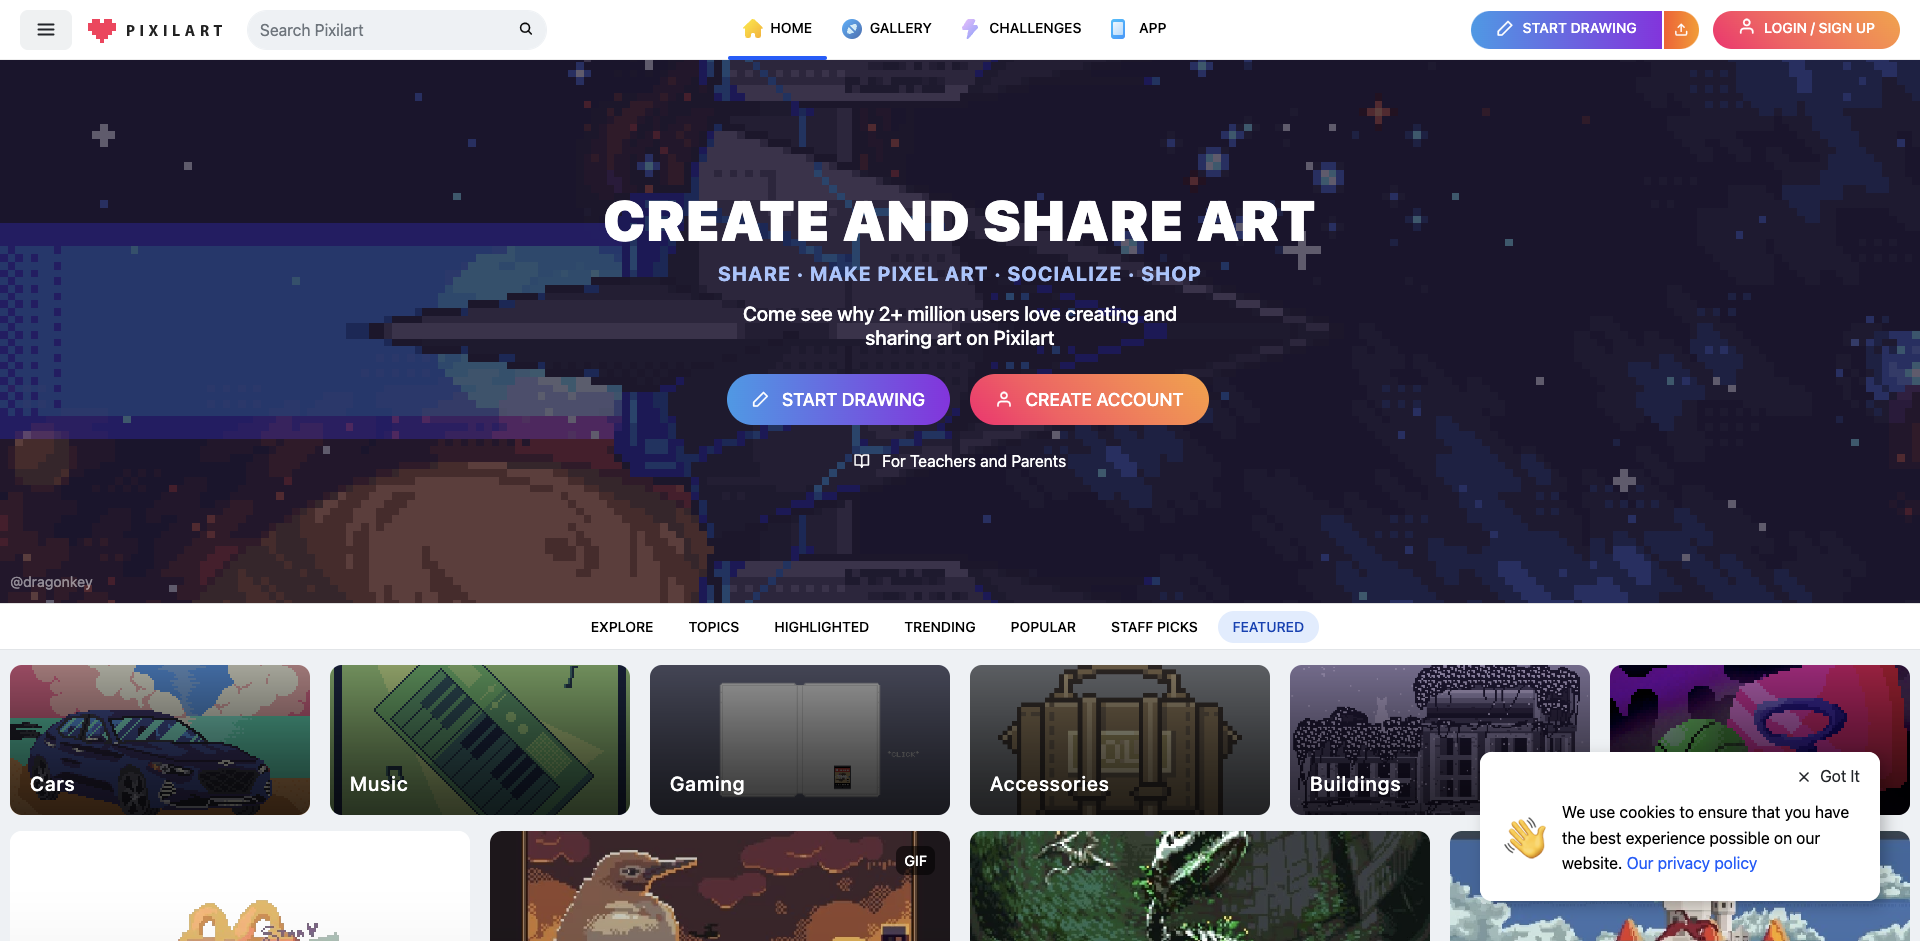 PIXILART
Search Pixilart
HOME
GALLERY
CHALLENGES
APP
START DRAWING
LOGIN / SIGN UP
CREATE AND SHARE ART
SHARE · MAKE PIXEL ART · SOCIALIZE · SHOP
Come see why 2+ million users love creating and
sharing art on Pixilart
START DRAWING
CREATE ACCOUNT
For Teachers and Parents
@dragonkey
EXPLORE
TOPICS
HIGHLIGHTED
TRENDING
POPULAR
STAFF PICKS
FEATURED
Cars
Music
"CLICK"
Gaming
OL
Accessories
Buildings
Got It
We use cookies to ensure that you have
the best experience possible on our
website. Our privacy policy
GIF